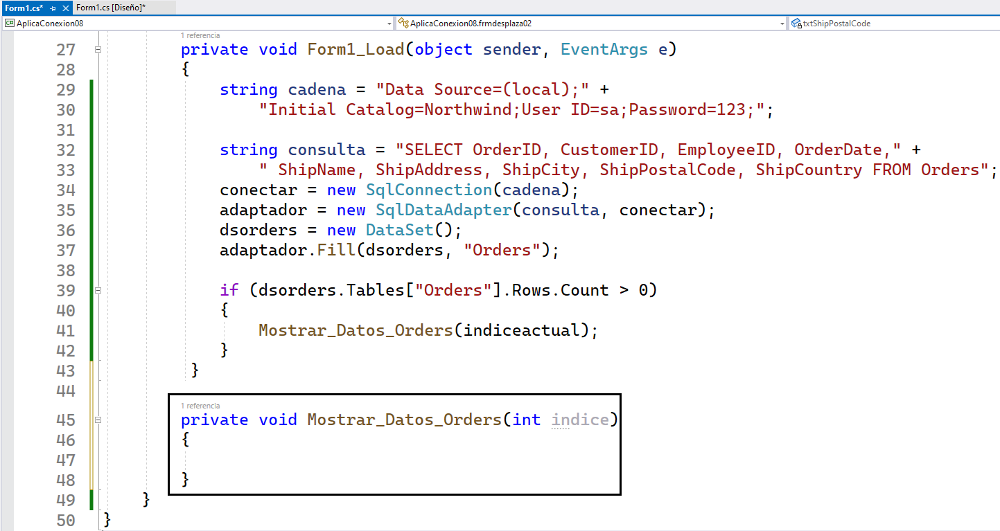 Form1.cs* Form1.cs [Diseño]*
AplicaConexion08 AplicaConexion08.frmdesplaza02 txtShipPostalCode
1 referencia
27 private void Form1_Load(object sender, EventArgs e)
28 {
29 string cadena = "Data Source=(local);" +
30 "Initial Catalog=Northwind;User ID=sa;Password=123;";
31
32 string consulta = "SELECT OrderID, CustomerID, EmployeeID, OrderDate," +
33 " ShipName, ShipAddress, ShipCity, ShipPostalCode, ShipCountry FROM Orders";
34 conectar = new SqlConnection(cadena);
35 adaptador = new SqlDataAdapter(consulta, conectar);
36 dsorders = new DataSet();
37 adaptador.Fill(dsorders, "Orders");
38
39 if (dsorders.Tables["Orders"].Rows.Count > 0)
40 {
41 Mostrar_Datos_Orders(indiceactual);
42 }
43 }
44
1 referencia
45 private void Mostrar_Datos_Orders(int indice)
46 {
47
48 }
49 }
50 }